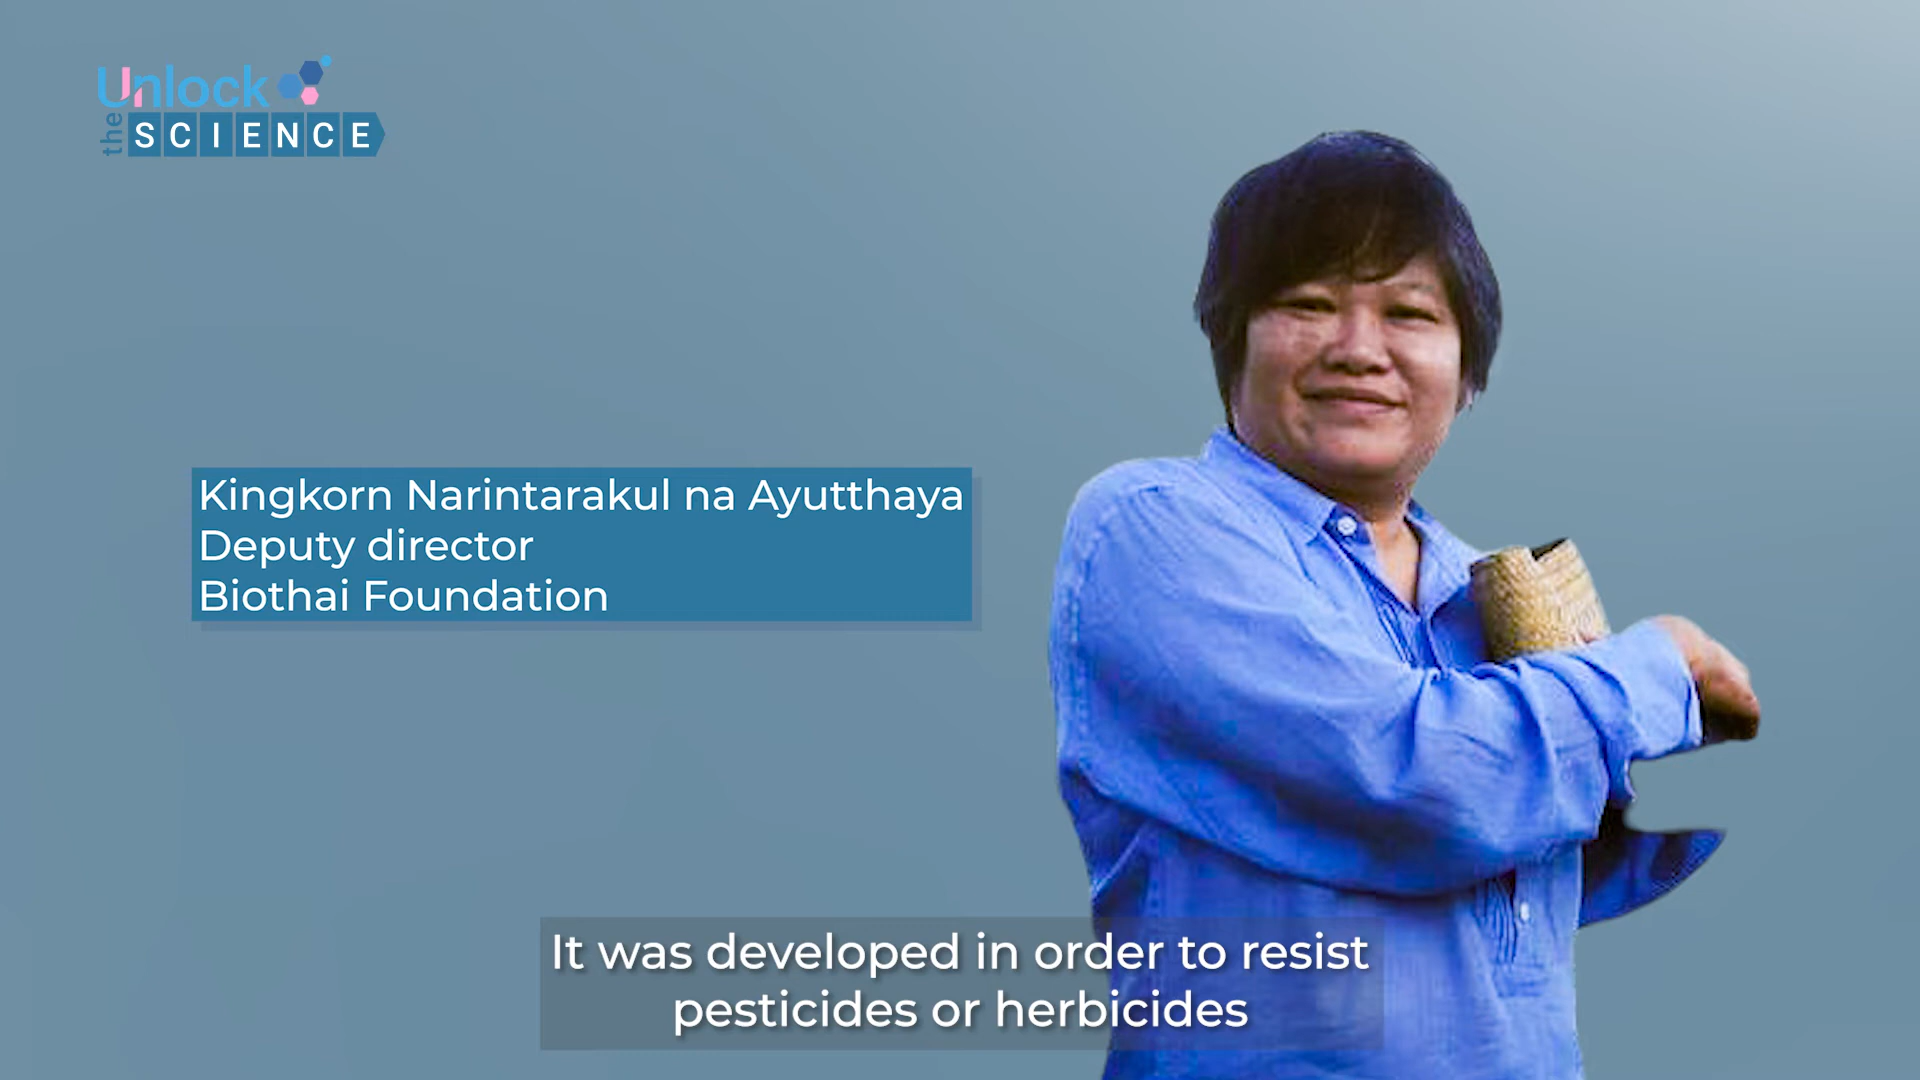 Unlock
the SCIENCE
Kingkorn Narintarakul na Ayutthaya
Deputy director
Biothai Foundation
It was developed in order to resist
pesticides or herbicides